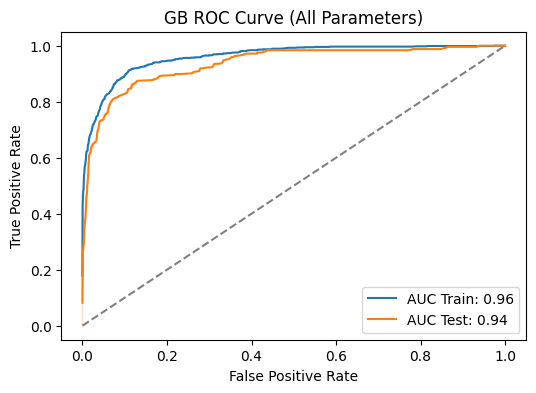 GB ROC Curve (All Parameters)
True Positive Rate
1.0
0.8
0.6
0.4
0.2
0.0
AUC Train: 0.96
AUC Test: 0.94
0.0 0.2 0.4 0.6 0.8 1.0
False Positive Rate